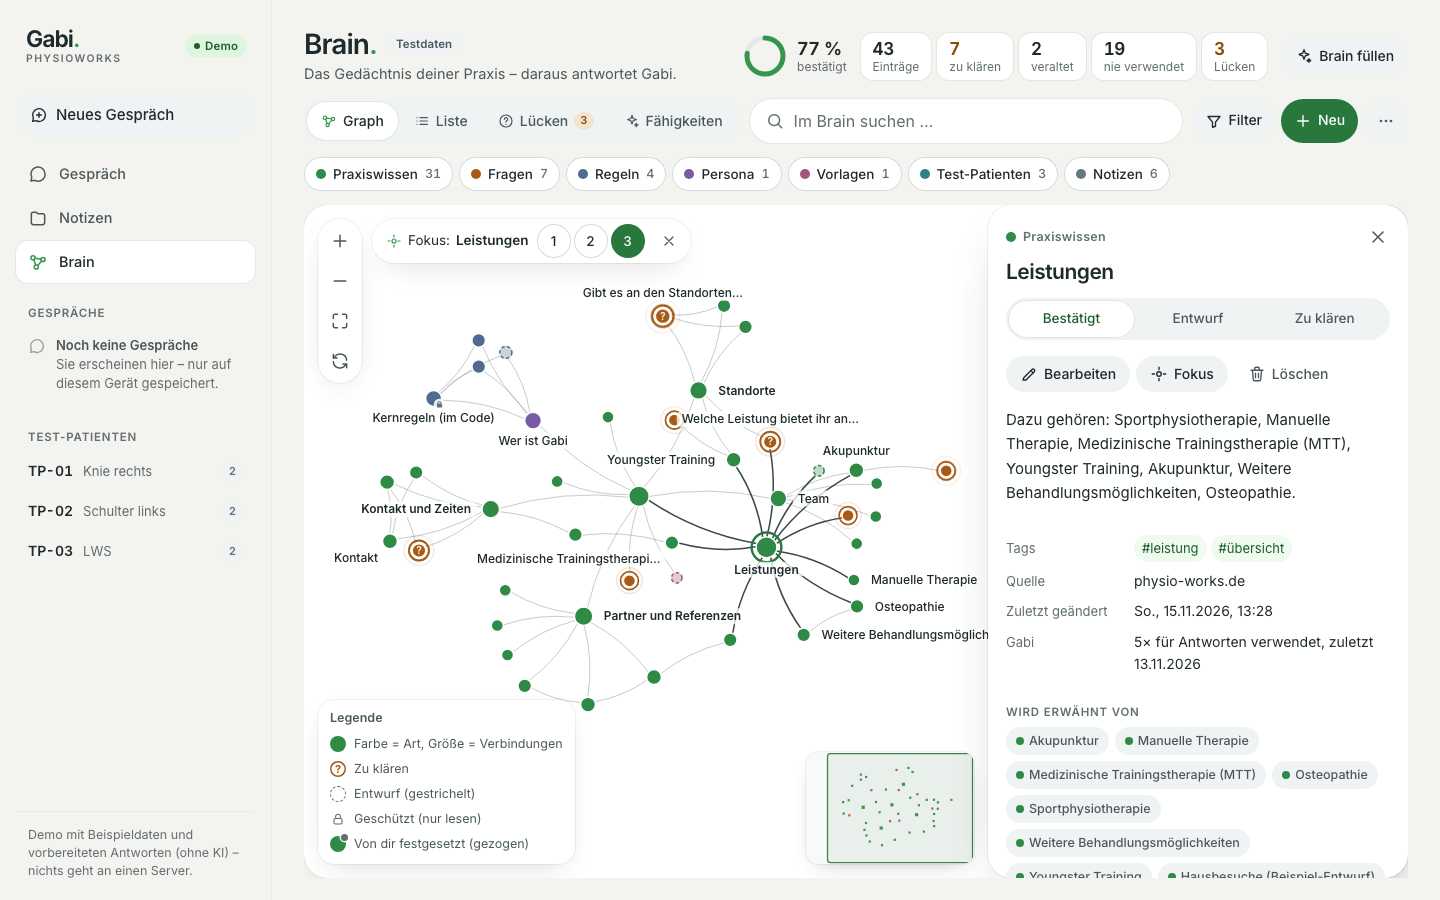 Gabi.
PHYSIOWORKS
Demo
Neues Gespräch
Gespräch
Notizen
Brain
GESPRÄCHE
Noch keine Gespräche
Sie erscheinen hier – nur auf
diesem Gerät gespeichert.
TEST-PATIENTEN
TP-01 Knie rechts 2
TP-02 Schulter links 2
TP-03 LWS 2
Demo mit Beispieldaten und
vorbereiteten Antworten (ohne KI) –
nichts geht an einen Server.
Brain. Testdaten
Das Gedächtnis deiner Praxis – daraus antwortet Gabi.
77 %
bestätigt
43
Einträge
7
zu klären
2
veraltet
19
nie verwendet
3
Lücken
Brain füllen
Graph Liste Lücken 3 Fähigkeiten
Im Brain suchen ...
Filter
Neu
Praxiswissen 31 Fragen 7 Regeln 4 Persona 1 Vorlagen 1 Test-Patienten 3 Notizen 6
Fokus: Leistungen 1 2 3
Gibt es an den Standorten...
Standorte
Kernregeln (im Code)
Welche Leistung bietet ihr an...
Wer ist Gabi
Akupunktur
Youngster Training
Team
Kontakt und Zeiten
Kontakt
Medizinische Trainingstherapi...
Leistungen
Manuelle Therapie
Osteopathie
Partner und Referenzen
Weitere Behandlungsmöglich
Legende
Farbe = Art, Größe = Verbindungen
Zu klären
Entwurf (gestrichelt)
Geschützt (nur lesen)
Von dir festgesetzt (gezogen)
Praxiswissen
Leistungen
Bestätigt Entwurf Zu klären
Bearbeiten Fokus Löschen
Dazu gehören: Sportphysiotherapie, Manuelle
Therapie, Medizinische Trainingstherapie (MTT),
Youngster Training, Akupunktur, Weitere
Behandlungsmöglichkeiten, Osteopathie.
Tags #leistung #übersicht
Quelle physio-works.de
Zuletzt geändert So., 15.11.2026, 13:28
Gabi 5× für Antworten verwendet, zuletzt
13.11.2026
WIRD ERWÄHNT VON
Akupunktur Manuelle Therapie
Medizinische Trainingstherapie (MTT) Osteopathie
Sportphysiotherapie
Weitere Behandlungsmöglichkeiten
Youngster Training Hausbesuche (Beispiel-Entwurf)